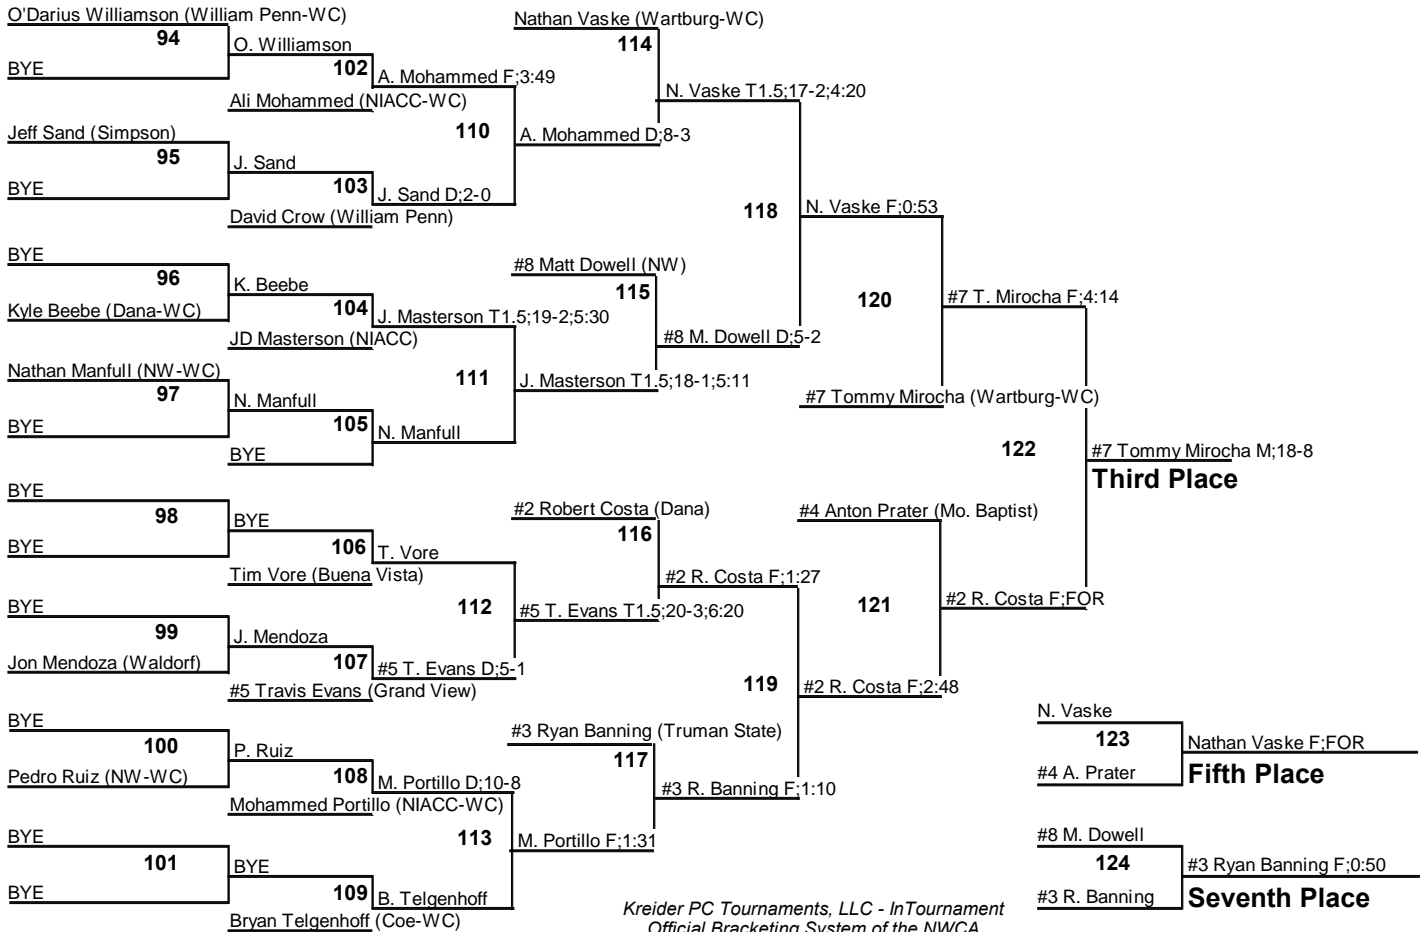 O'Darius Williamson (William Penn-WC)
94
BYE
O. Williamson
102
Ali Mohammed (NIACC-WC)
A. Mohammed F;3:49
Jeff Sand (Simpson)
95
BYE
J. Sand
103
David Crow (William Penn)
J. Sand D;2-0
110
A. Mohammed D;8-3
Nathan Vaske (Wartburg-WC)
114
N. Vaske T1.5;17-2;4:20
BYE
96
Kyle Beebe (Dana-WC)
K. Beebe
104
JD Masterson (NIACC)
J. Masterson T1.5;19-2;5:30
Nathan Manfull (NW-WC)
97
BYE
N. Manfull
105
BYE
N. Manfull
111
J. Masterson T1.5;18-1;5:11
#8 Matt Dowell (NW)
115
#8 M. Dowell D;5-2
118
N. Vaske F;0:53
120
#7 Tommy Mirocha (Wartburg-WC)
#7 T. Mirocha F;4:14
122
#7 Tommy Mirocha M;18-8
Third Place
BYE
98
BYE
BYE
106
Tim Vore (Buena Vista)
T. Vore
BYE
99
Jon Mendoza (Waldorf)
J. Mendoza
107
#5 Travis Evans (Grand View)
#5 T. Evans D;5-1
112
#5 T. Evans T1.5;20-3;6:20
#2 Robert Costa (Dana)
116
#2 R. Costa F;1:27
BYE
100
Pedro Ruiz (NW-WC)
P. Ruiz
108
Mohammed Portillo (NIACC-WC)
M. Portillo D;10-8
BYE
101
BYE
BYE
109
Bryan Telgenhoff (Coe-WC)
B. Telgenhoff
113
M. Portillo F;1:31
#3 Ryan Banning (Truman State)
117
#3 R. Banning F;1:10
119
#2 R. Costa F;2:48
#4 Anton Prater (Mo. Baptist)
121
#2 R. Costa F;FOR
N. Vaske
123
#4 A. Prater
Nathan Vaske F;FOR
Fifth Place
#8 M. Dowell
124
#3 R. Banning
#3 Ryan Banning F;0:50
Seventh Place
Kreider PC Tournaments, LLC - InTournament
Official Bracketing System of the NWCA